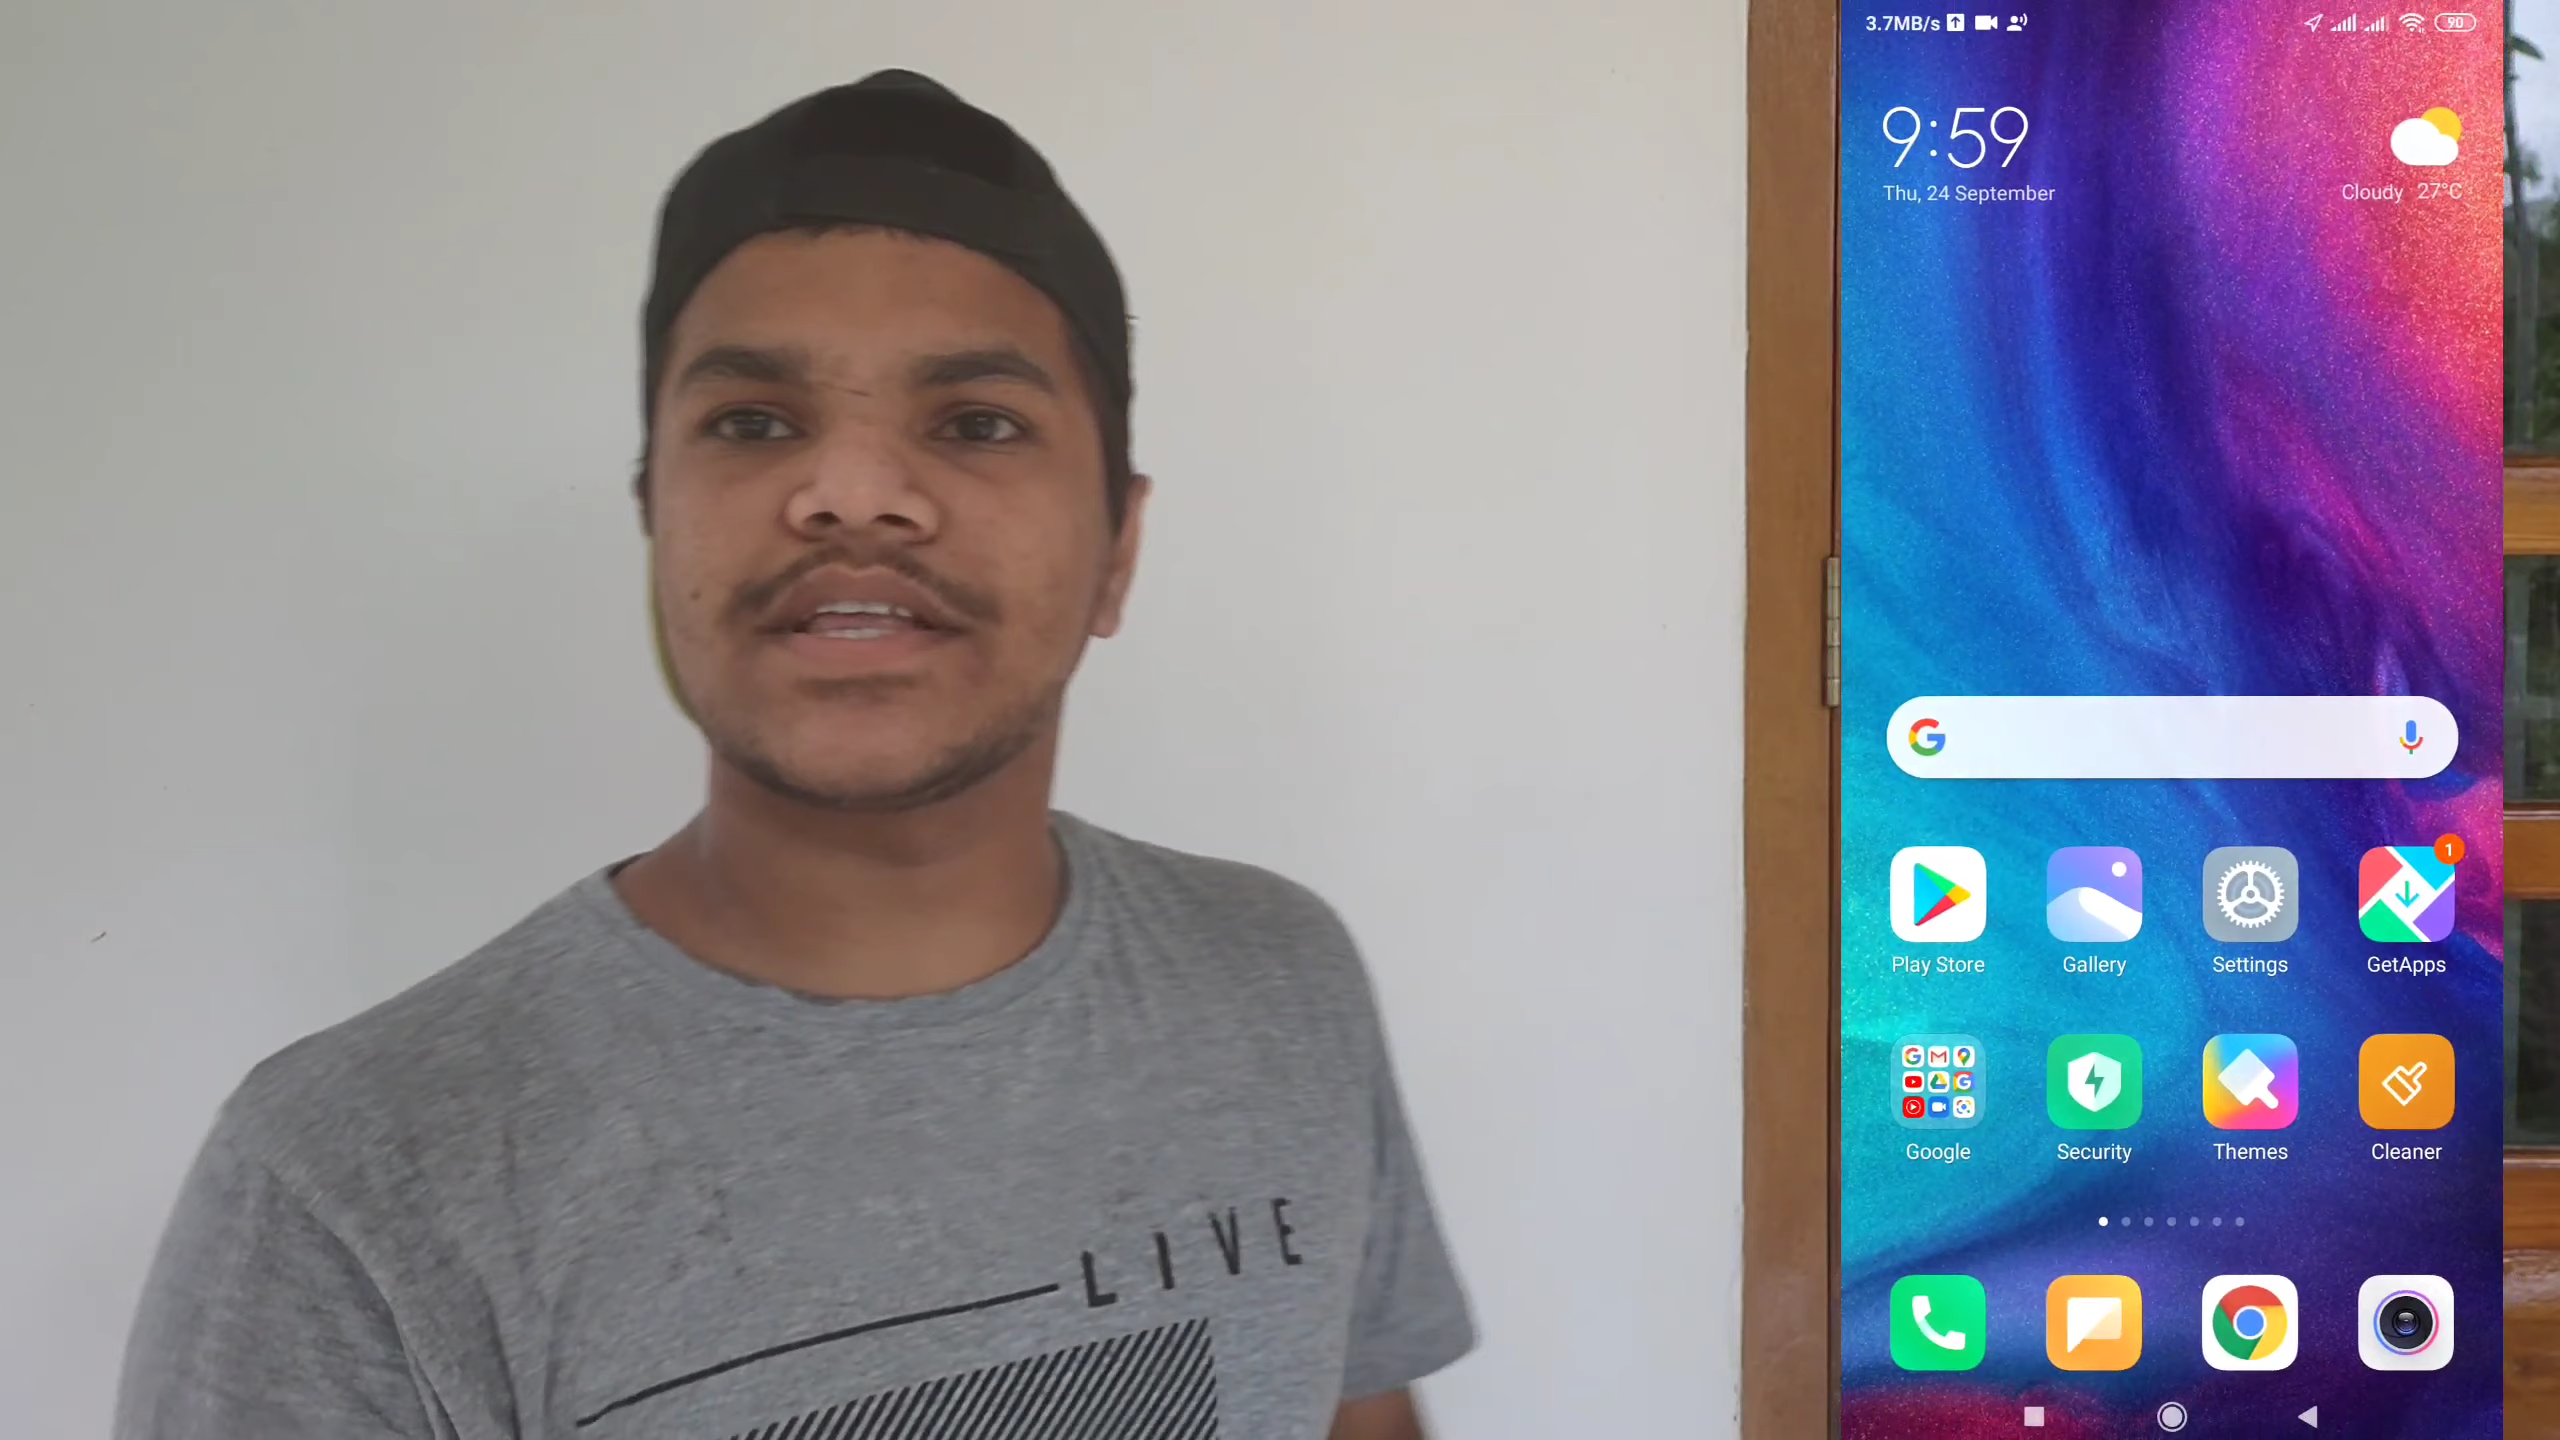 3.7MB/s
90
9:59
Thu, 24 September
Cloudy 27°C
1
Play Store
Gallery
Settings
GetApps
Google
Security
Themes
Cleaner
LIVE